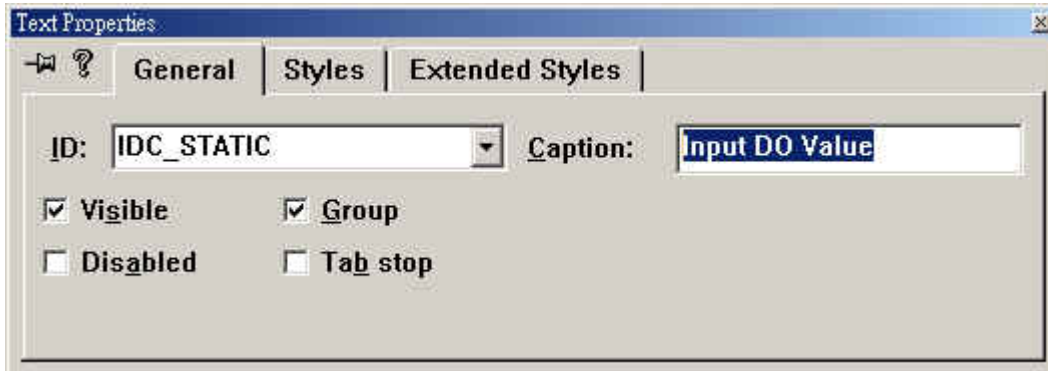 Text Properties
General Styles Extended Styles
ID: IDC_STATIC Caption: Input DO Value
Visible Group
Disabled Tab stop